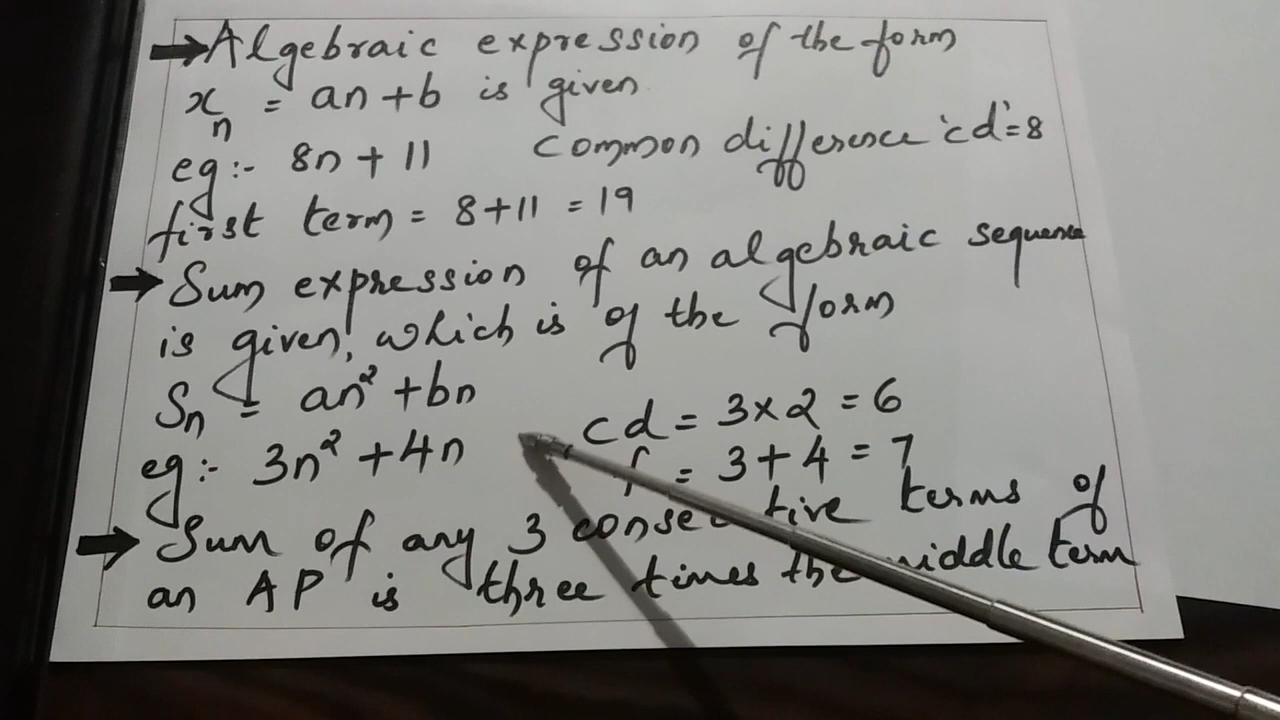 → Algebraic expression of the form
xₙ = an + b is given
eg:- 8n + 11 common difference 'cd' = 8
first term = 8 + 11 = 19
→ Sum expression of an algebraic sequence
is given, which is of the form
Sₙ = an² + bn
eg:- 3n² + 4n cd = 3×2 = 6
f = 3 + 4 = 7
→ Sum of any 3 consecutive terms of
an AP is three times the middle term